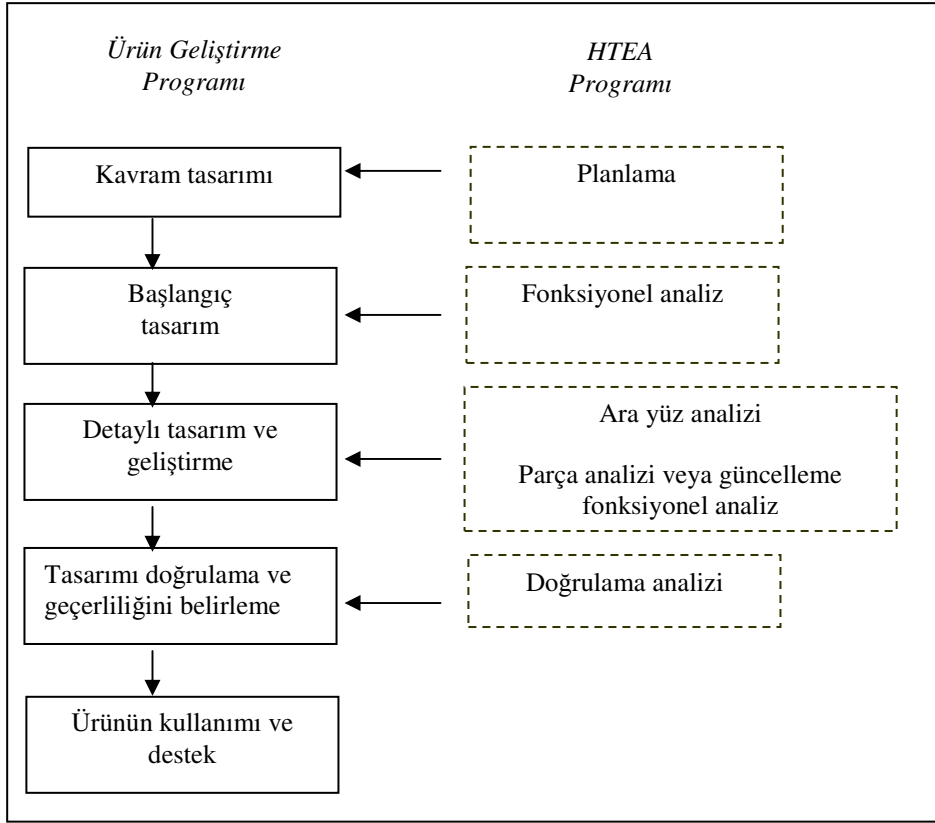 Ürün Geliştirme
Programı
HTEA
Programı
Kavram tasarımı
Planlama
Başlangıç
tasarım
Fonksiyonel analiz
Detaylı tasarım ve
geliştirme
Ara yüz analizi
Parça analizi veya güncelleme
fonksiyonel analiz
Tasarımı doğrulama ve
geçerliliğini belirleme
Doğrulama analizi
Ürünün kullanımı ve
destek